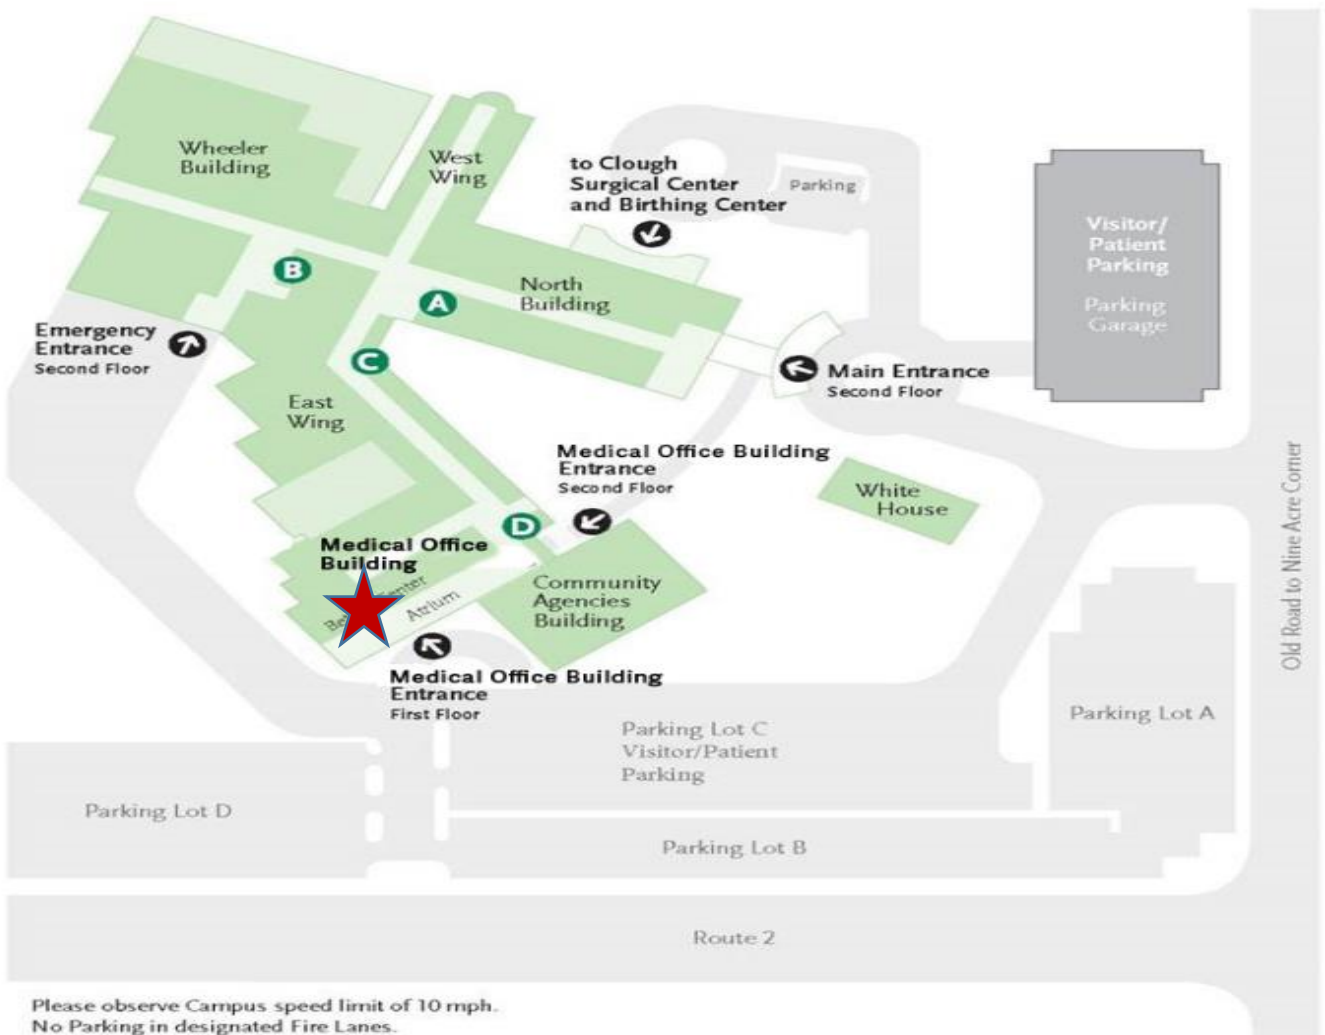 Wheeler
Building
West
Wing
to Clough
Surgical Center
and Birthing Center
Parking
Visitor/
Patient
Parking
Parking
Garage
B
A
North
Building
Emergency
Entrance
Second Floor
C
Main Entrance
Second Floor
East
Wing
Medical Office Building
Entrance
Second Floor
White
House
D
Medical Office
Building
Atrium
Community
Agencies
Building
Medical Office Building
Entrance
First Floor
Old Road to Nine Acre Corner
Parking Lot A
Parking Lot C
Visitor/Patient
Parking
Parking Lot D
Parking Lot B
Route 2
Please observe Campus speed limit of 10 mph.
No Parking in designated Fire Lanes.